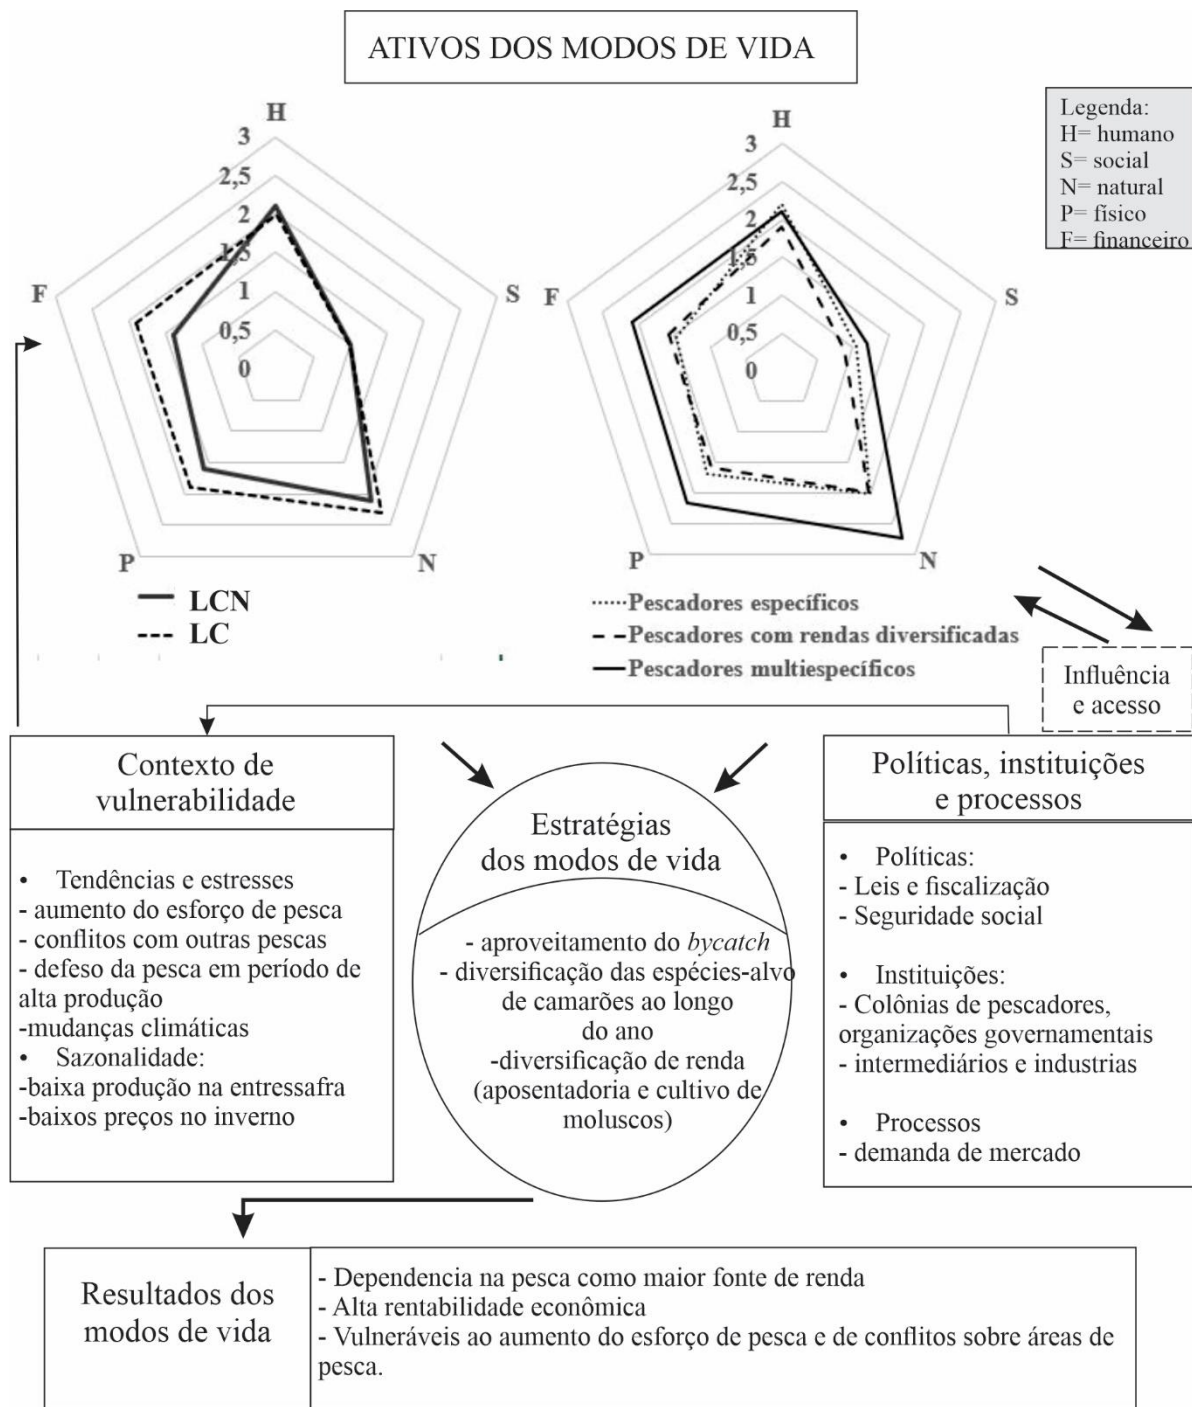 ATIVOS DOS MODOS DE VIDA
Legenda:
H= humano
S= social
N= natural
P= físico
F= financeiro
H
3
2,5
2
1,5
1
0,5
0
F
S
P
N
LCN
LC
H
3
2,5
2
1,5
1
0,5
0
F
S
P
N
Pescadores específicos
Pescadores com rendas diversificadas
Pescadores multiespecíficos
Influência
e acesso
Contexto de
vulnerabilidade
• Tendências e estresses
- aumento do esforço de pesca
- conflitos com outras pescas
- defeso da pesca em período de
alta produção
-mudanças climáticas
• Sazonalidade:
-baixa produção na entressafra
-baixos preços no inverno
Estratégias
dos modos de vida
- aproveitamento do bycatch
- diversificação das espécies-alvo
de camarões ao longo
do ano
-diversificação de renda
(aposentadoria e cultivo de
moluscos)
Políticas, instituições
e processos
• Políticas:
- Leis e fiscalização
- Seguridade social
• Instituições:
- Colônias de pescadores,
organizações governamentais
- intermediários e industrias
• Processos
- demanda de mercado
Resultados dos
modos de vida
- Dependencia na pesca como maior fonte de renda
- Alta rentabilidade econômica
- Vulneráveis ao aumento do esforço de pesca e de conflitos sobre áreas de
pesca.